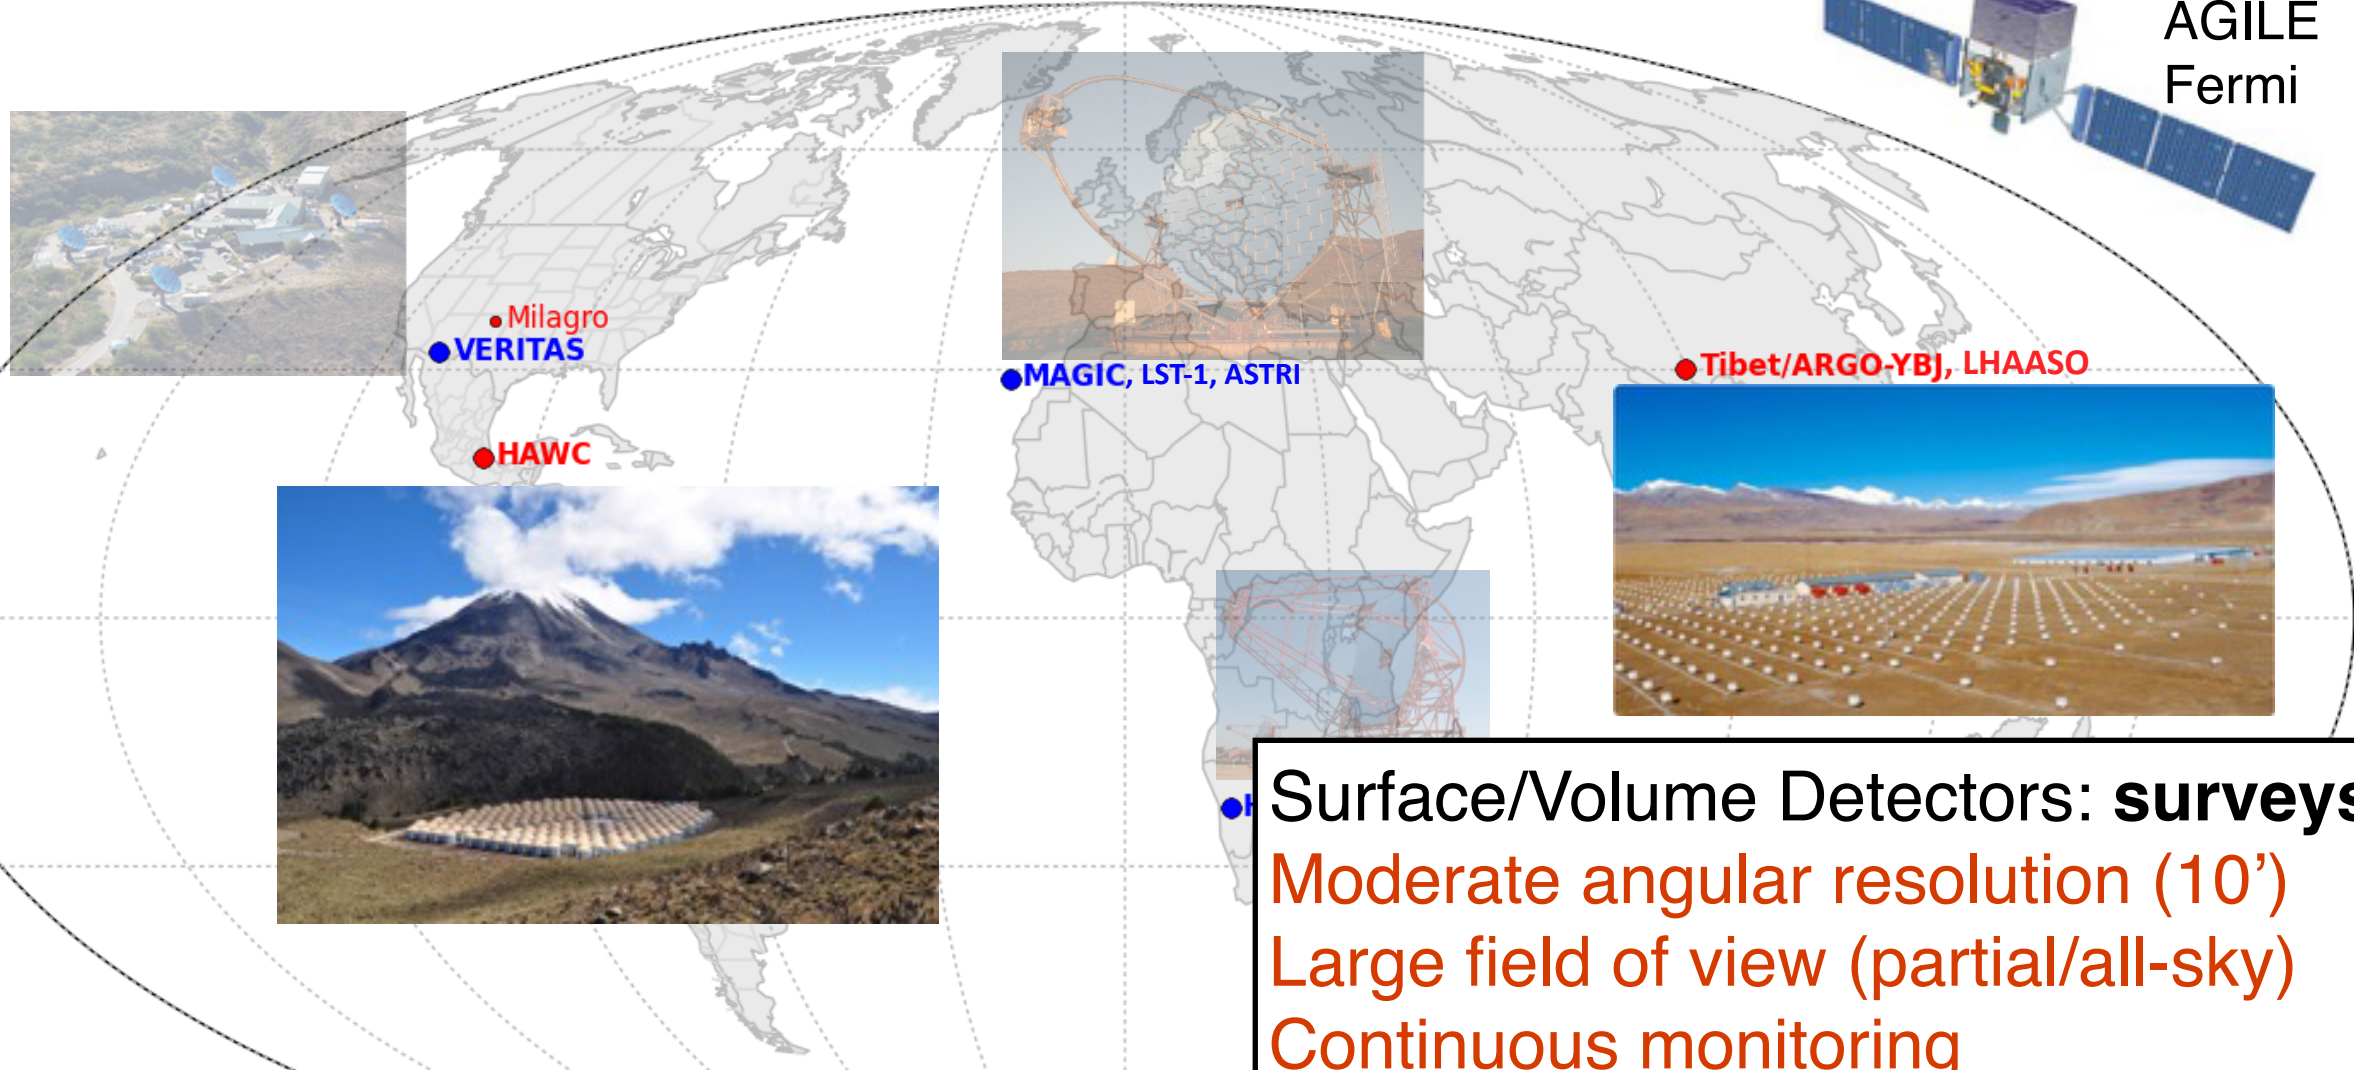 AGILE
Fermi
Milagro
VERITAS
MAGIC, LST-1, ASTRI
Tibet/ARGO-YBJ, LHAASO
HAWC
Surface/Volume Detectors: surveys
Moderate angular resolution (10’)
Large field of view (partial/all-sky)
Continuous monitoring